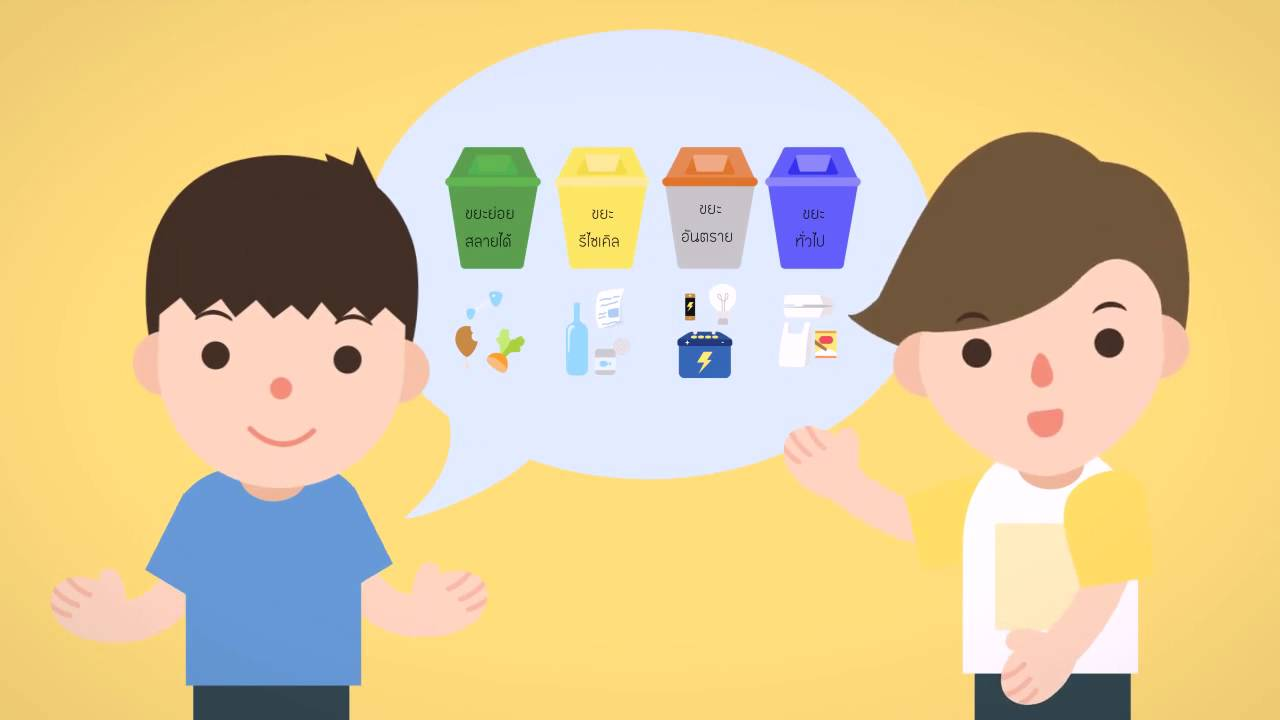 ขยะย่อย
สลายได้
ขยะ
รีไซเคิล
ขยะ
อันตราย
ขยะ
ทั่วไป